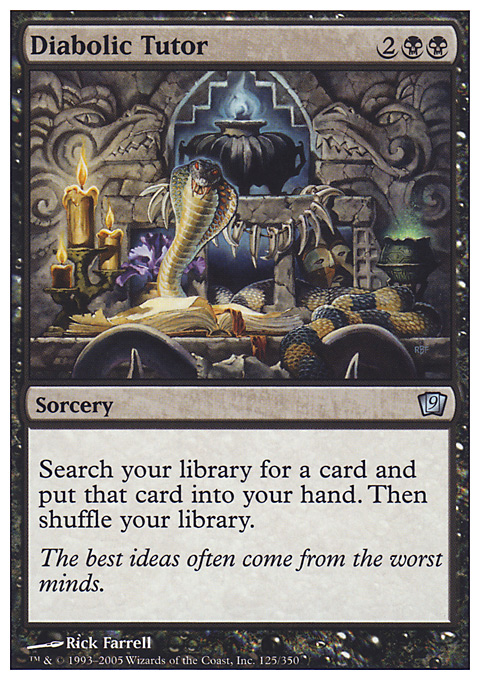 Diabolic Tutor 2
RBF
Sorcery 9
Search your library for a card and
put that card into your hand. Then
shuffle your library.
The best ideas often come from the worst
minds.
Rick Farrell
™ & © 1993–2005 Wizards of the Coast, Inc. 125/350